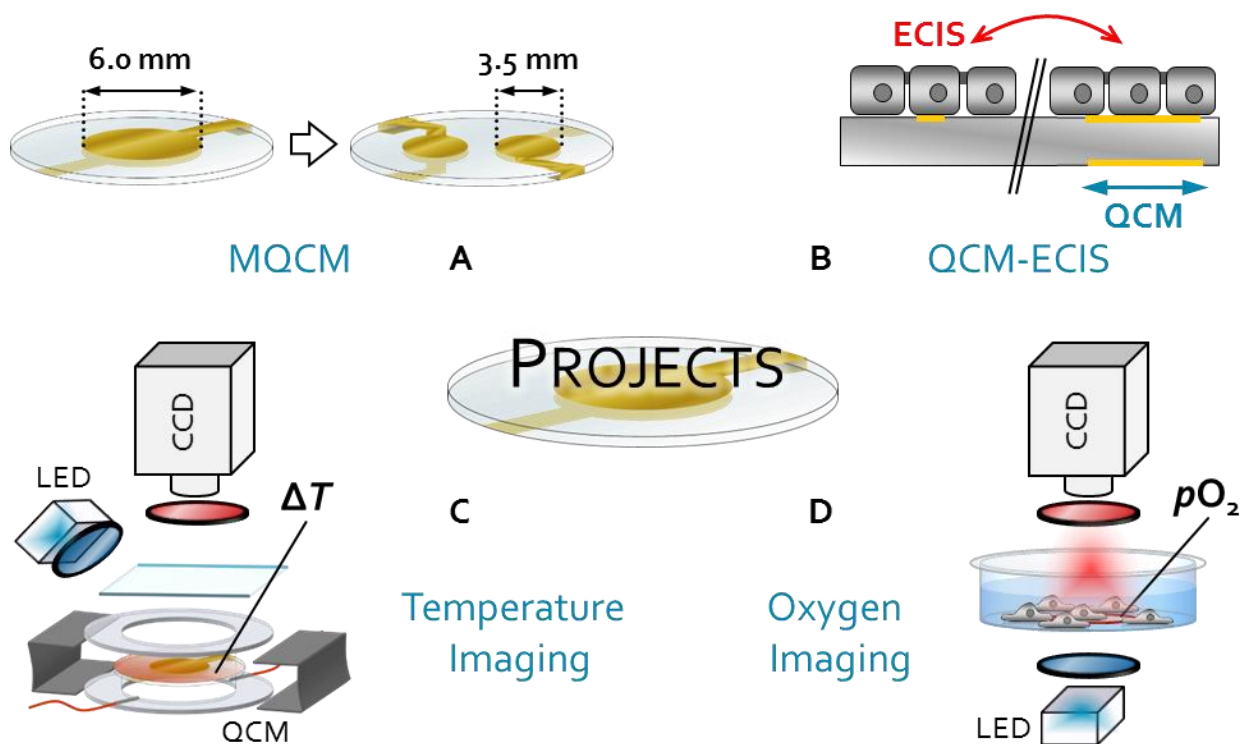 ECIS
6.0 mm
3.5 mm
QCM
MQCM
A
B
QCM-ECIS
PROJECTS
CCD
CCD
LED
ΔT
C
D
pO₂
Temperature
Imaging
Oxygen
Imaging
QCM
LED